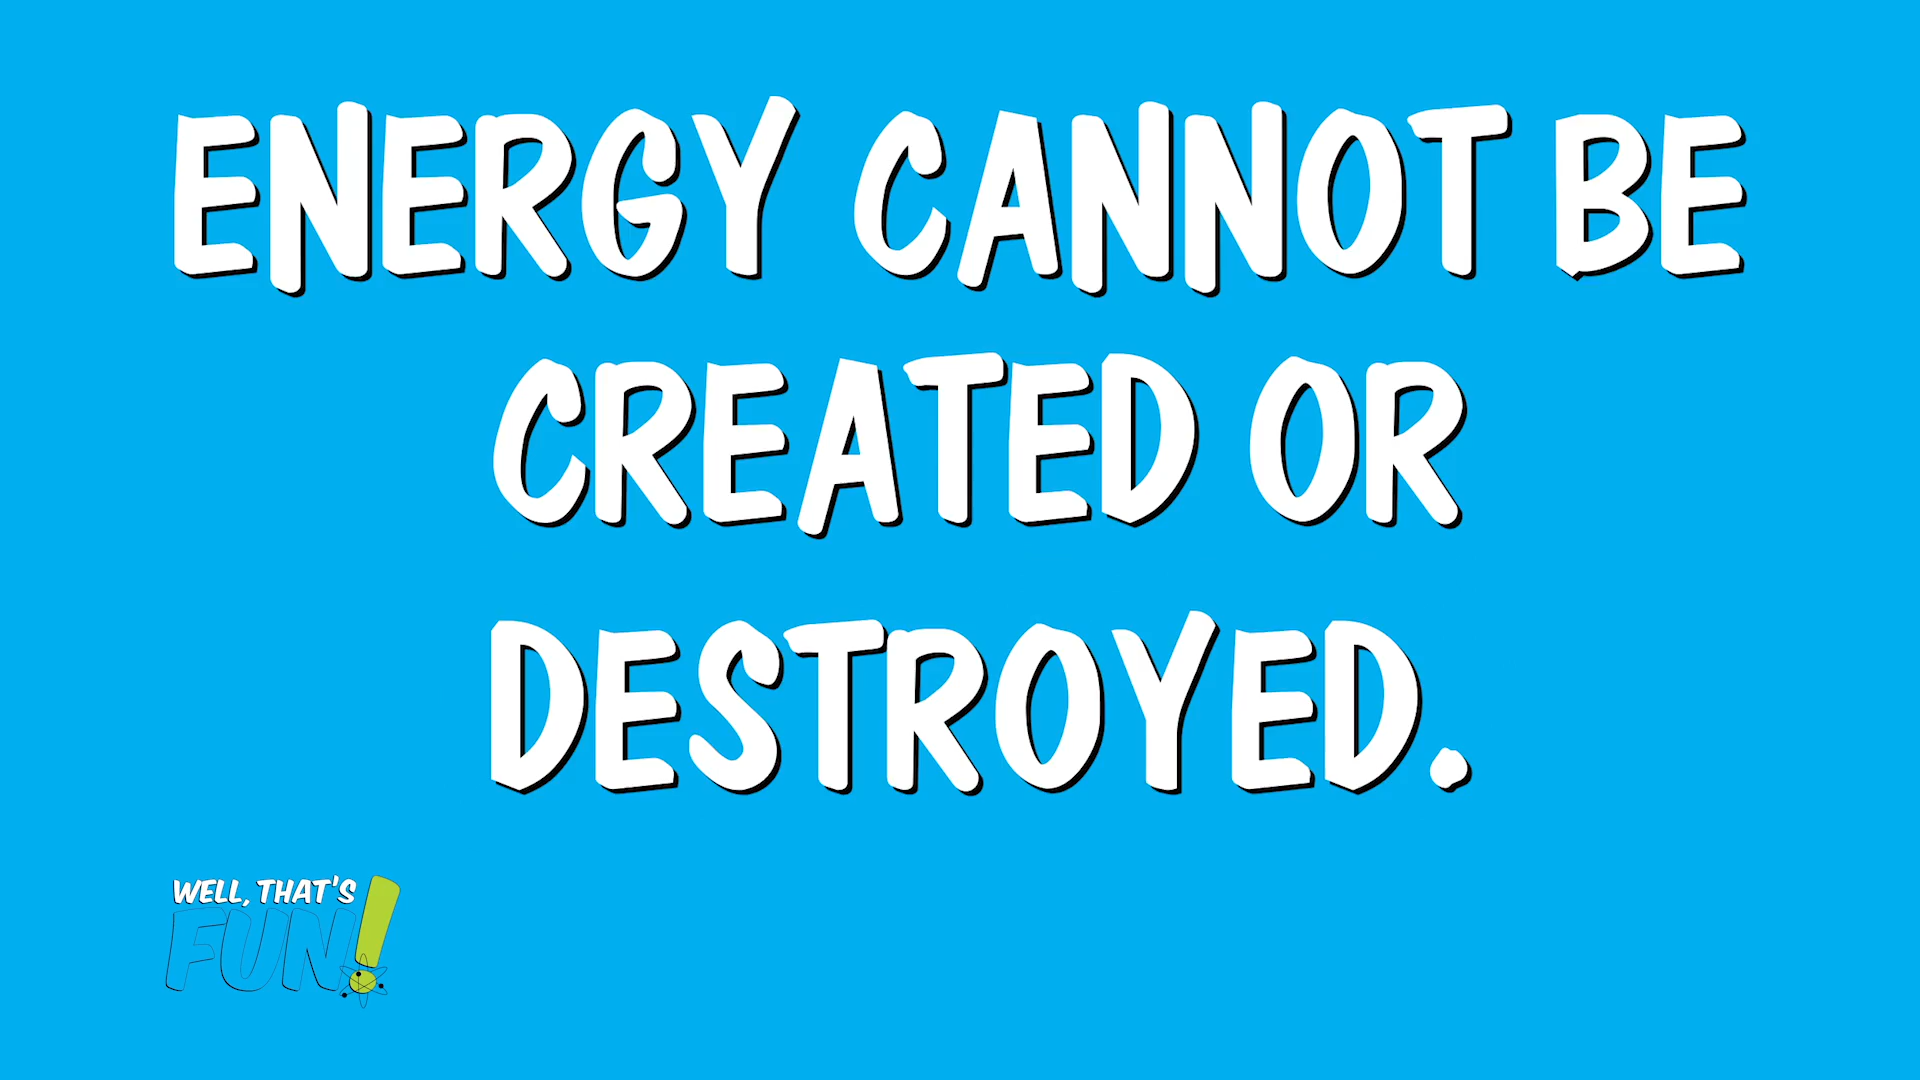 ENERGY CANNOT BE
CREATED OR
DESTROYED.
WELL, THAT'S
FUN!